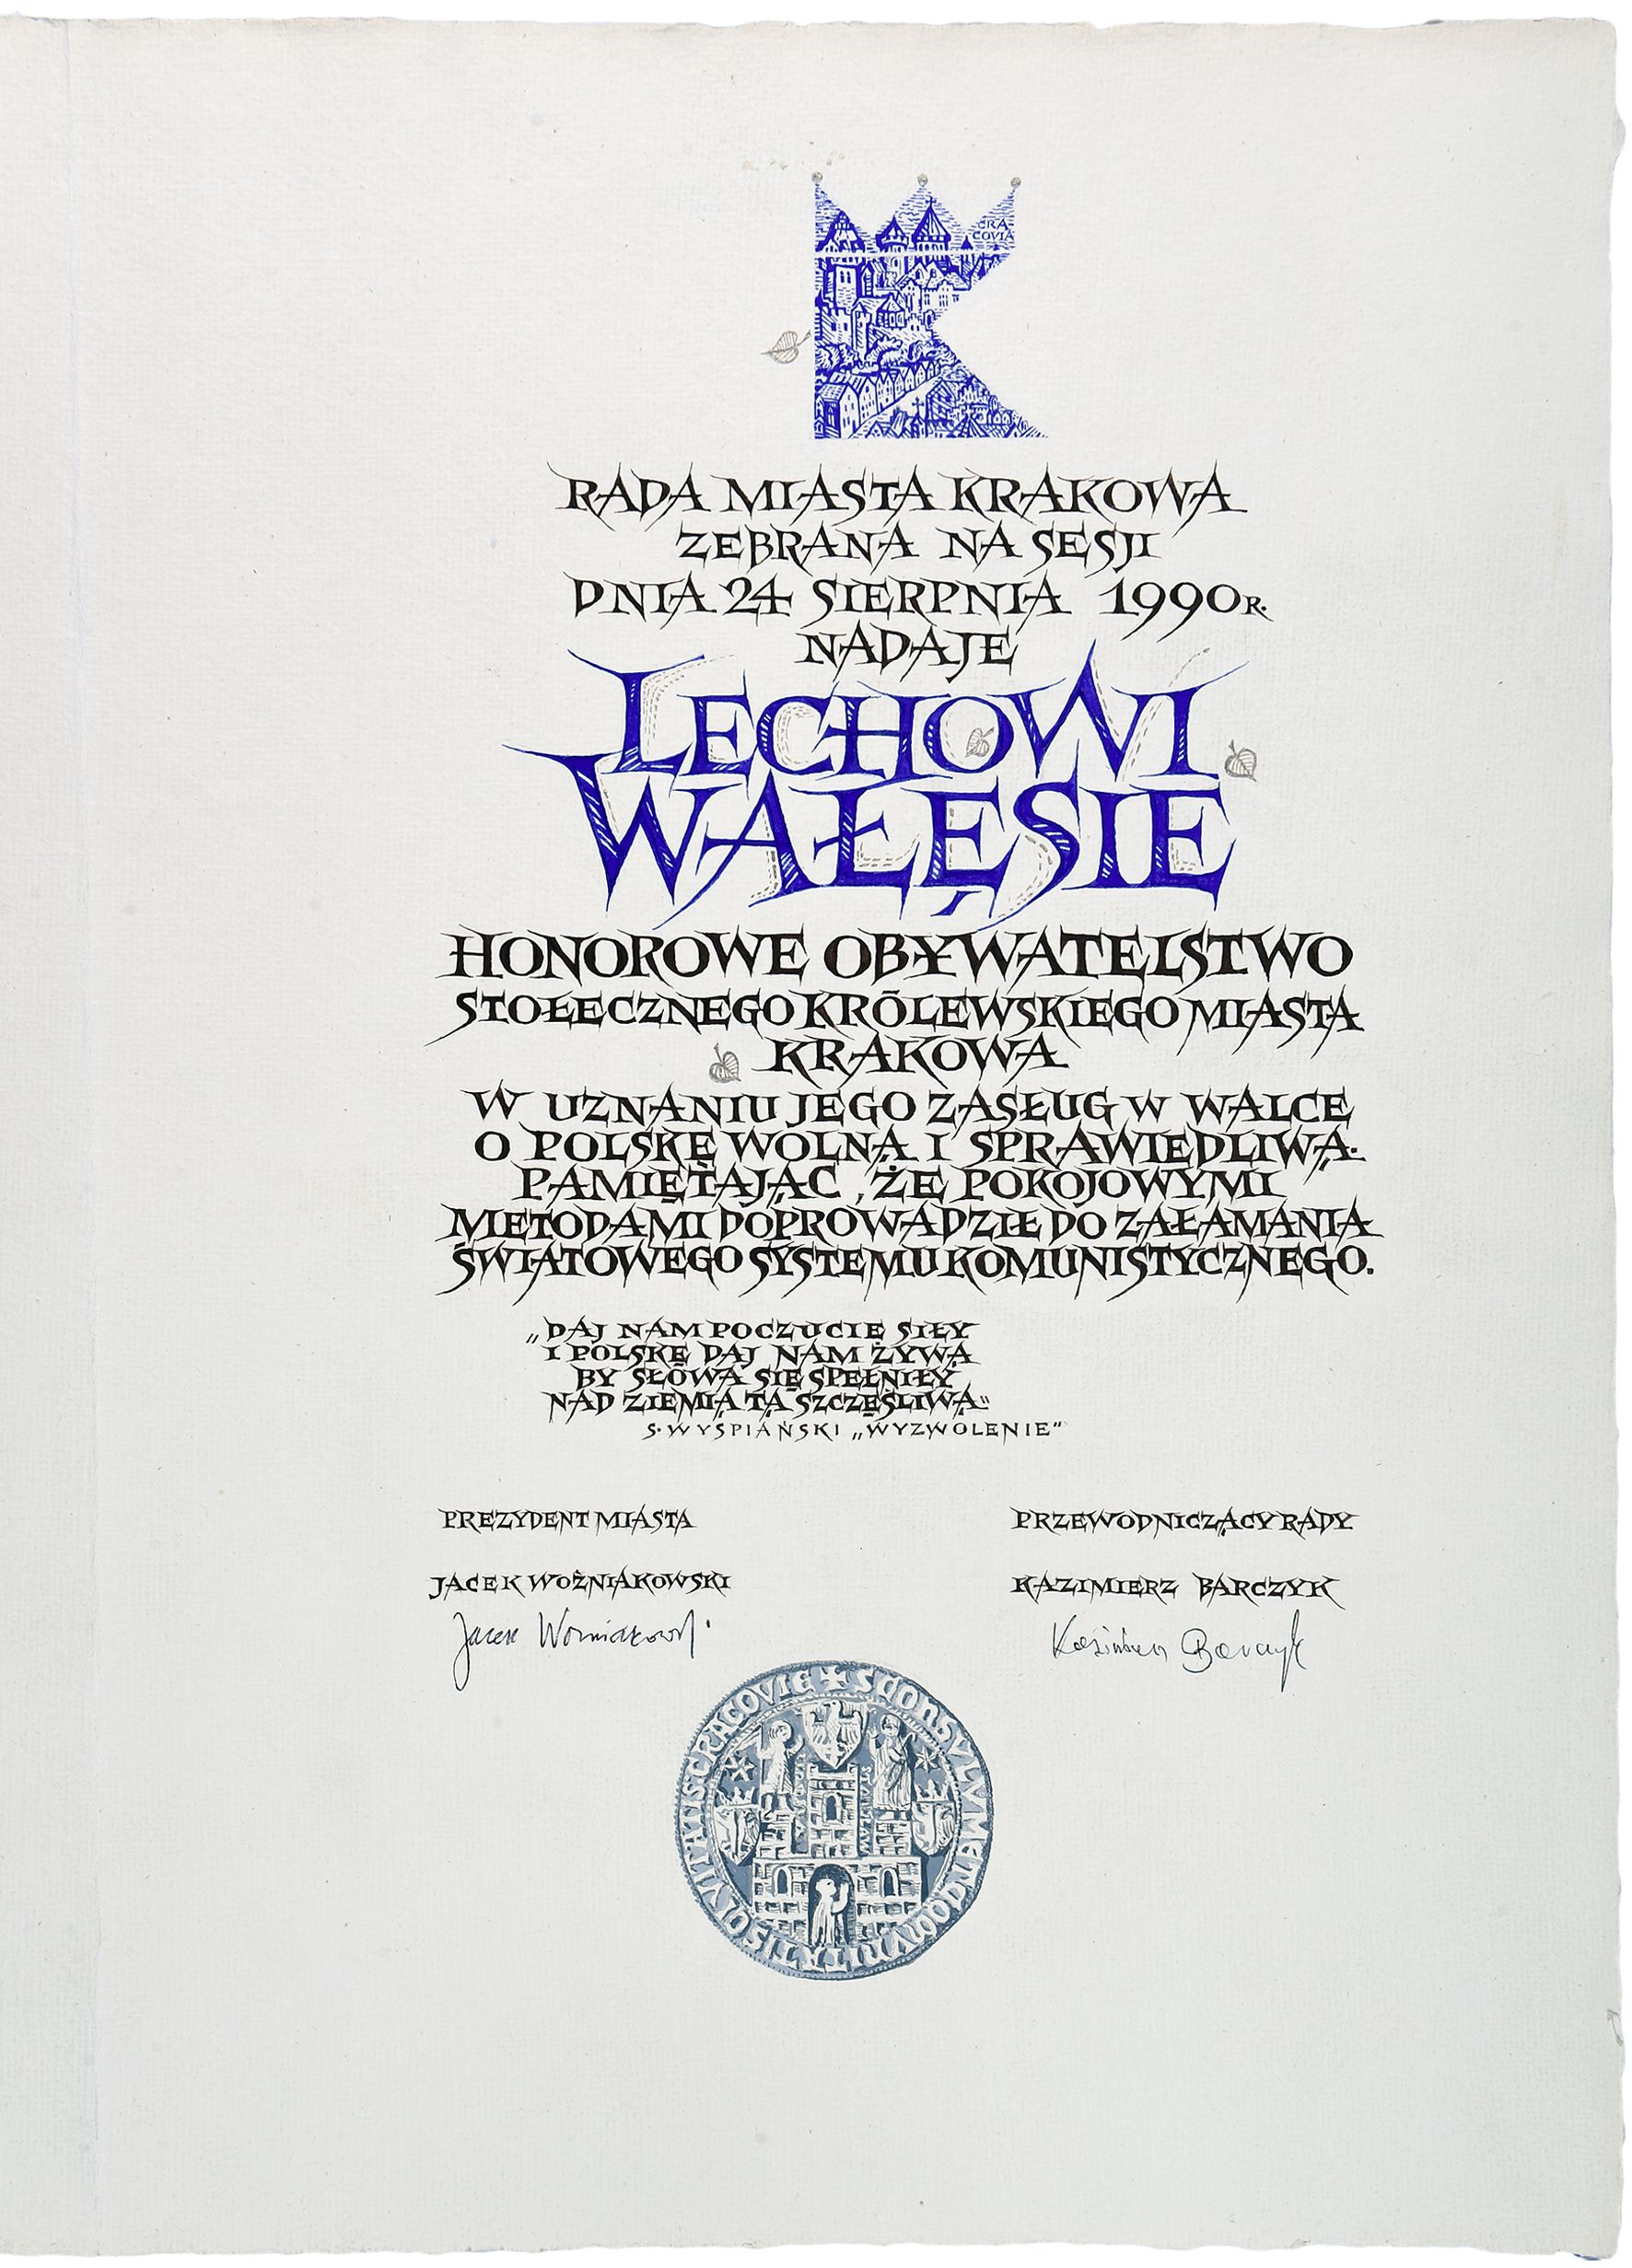 CRA-
COVIA
RADA MIASTA KRAKOWA
ZEBRANA NA SESJI
DNIA 24 SIERPNIA 1990R.
NADAJE
LECHOWI
WAŁĘSIE
HONOROWE OBYWATELSTWO
STOŁECZNEGO KRÓLEWSKIEGO MIASTA
KRAKOWA
W UZNANIU JEGO ZASŁUG W WALCE
O POLSKĘ WOLNĄ I SPRAWIEDLIWĄ.
PAMIĘTAJĄC, ŻE POKOJOWYMI
METODAMI DOPROWADZIŁ DO ZAŁAMANIA
ŚWIATOWEGO SYSTEMU KOMUNISTYCZNEGO.
„DAJ NAM POCZUCIE SIŁY
I POLSKĘ DAJ NAM ŻYWĄ
BY SŁOWA SIĘ SPEŁNIŁY
NAD ZIEMIĄ TĄ SZCZĘŚLIWĄ"
S. WYSPIAŃSKI „WYZWOLENIE"
PREZYDENT MIASTA
PRZEWODNICZĄCY RADY
JACEK WOŹNIAKOWSKI
KAZIMIERZ BARCZYK
Jacek Woźniakowski
Kazimierz Barczyk